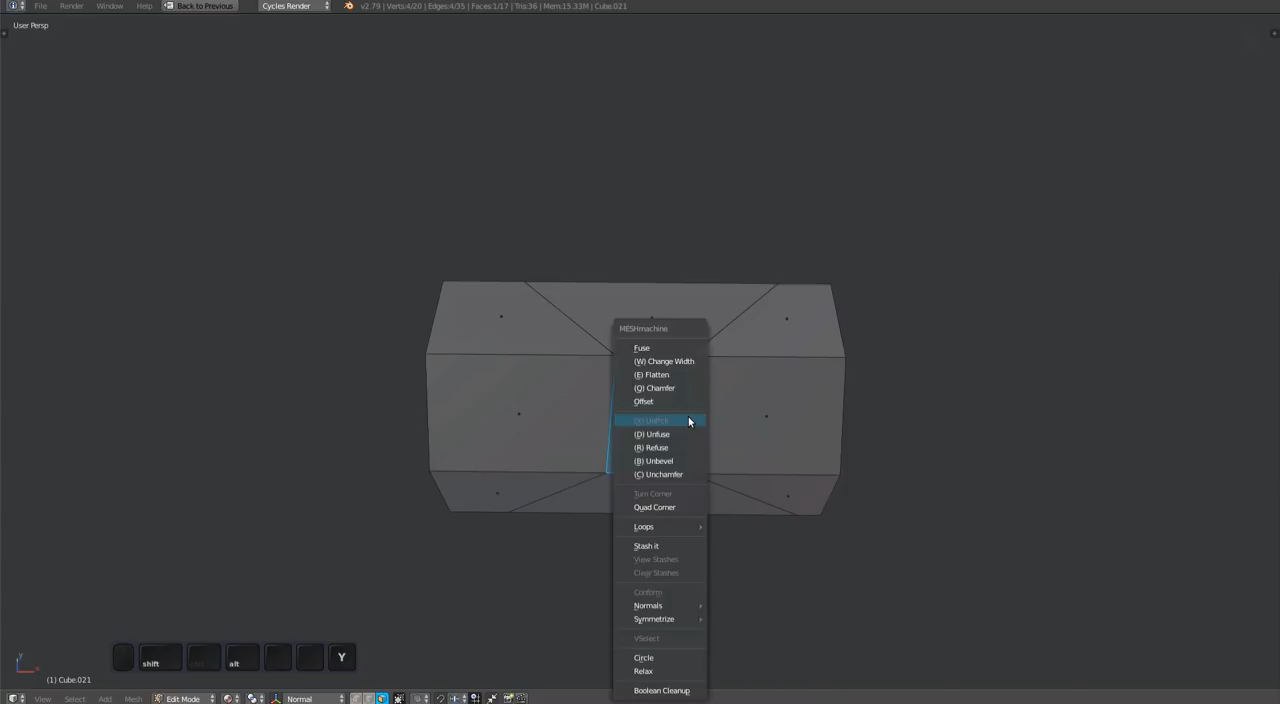 File Render Window Help Back to Previous Cycles Render v2.79 | Verts:4/20 | Edges:4/35 | Faces:1/17 | Tris:36 | Mem:15.33M | Cube.021
User Persp
MESHmachine
Fuse
(W) Change Width
(E) Flatten
(Q) Chamfer
Offset
(D) Unfuse
(R) Refuse
(B) Unbevel
(C) Unchamfer
Turn Corner
Quad Corner
Loops
Stash it
View Stashes
Clear Stashes
Conform
Normals
Symmetrize
VSelect
Circle
Relax
Boolean Cleanup
shift alt Y
(1) Cube.021
View Select Add Mesh Edit Mode Normal